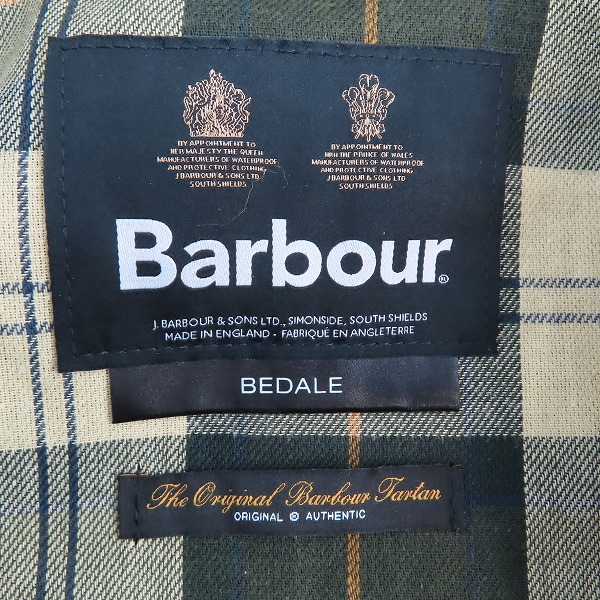 BY APPOINTMENT TO
HER MAJESTY THE QUEEN
MANUFACTURERS OF WATERPROOF
AND PROTECTIVE CLOTHING
J.BARBOUR & SONS LTD
SOUTH SHIELDS
BY APPOINTMENT TO
HRH THE PRINCE OF WALES
MANUFACTURERS OF WATERPROOF
AND PROTECTIVE CLOTHING
J.BARBOUR & SONS LTD
SOUTH SHIELDS
Barbour®
J. BARBOUR & SONS LTD., SIMONSIDE, SOUTH SHIELDS
MADE IN ENGLAND - FABRIQUÉ EN ANGLETERRE
BEDALE
The Original Barbour Tartan
ORIGINAL ® AUTHENTIC